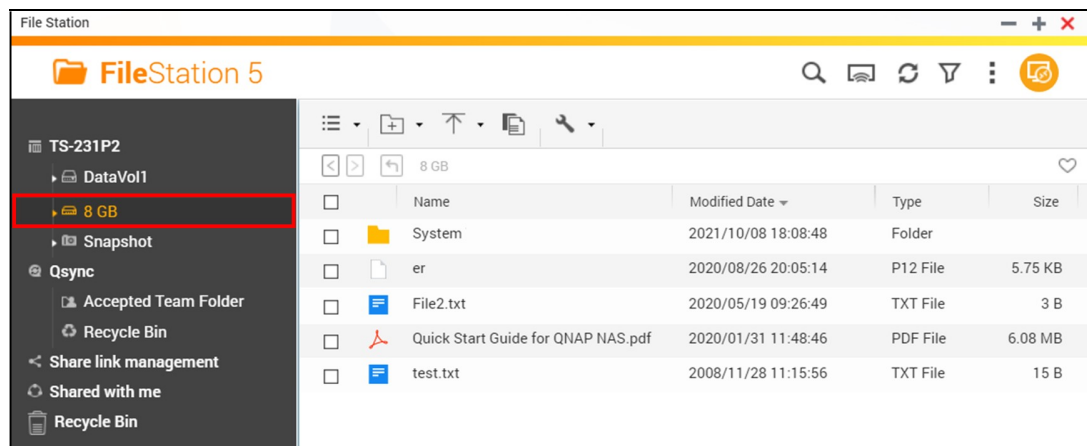 File Station
FileStation 5
TS-231P2
DataVol1
8 GB
Snapshot
Qsync
Accepted Team Folder
Recycle Bin
Share link management
Shared with me
Recycle Bin
8 GB
Name Modified Date Type Size
System 2021/10/08 18:08:48 Folder
er 2020/08/26 20:05:14 P12 File 5.75 KB
File2.txt 2020/05/19 09:26:49 TXT File 3 B
Quick Start Guide for QNAP NAS.pdf 2020/01/31 11:48:46 PDF File 6.08 MB
test.txt 2008/11/28 11:15:56 TXT File 15 B